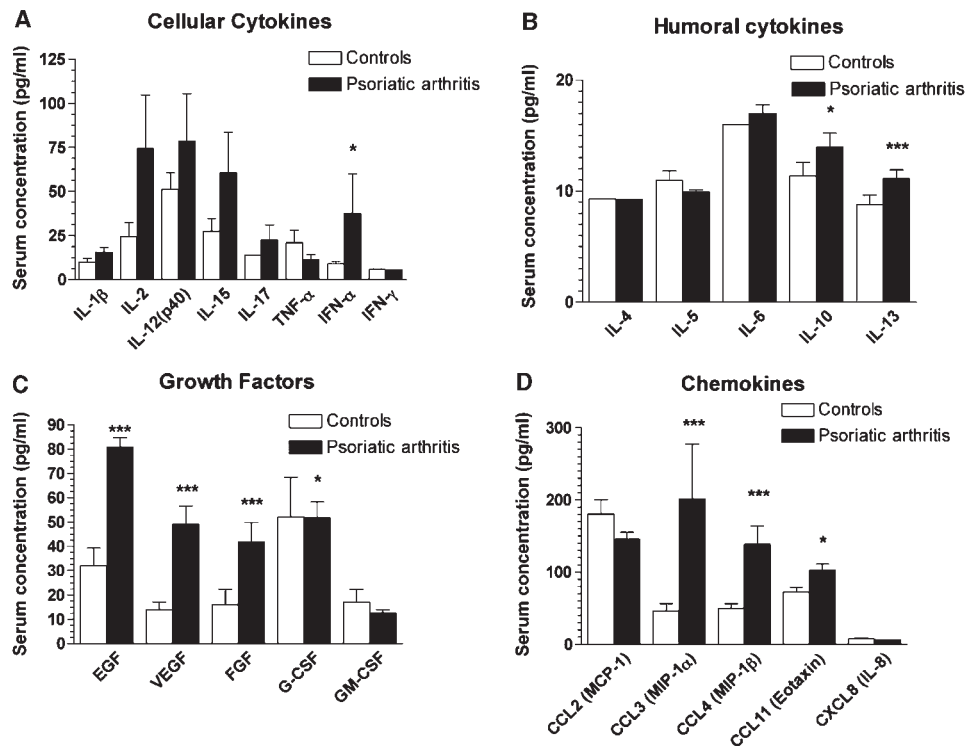 A
Cellular Cytokines
Controls
Psoriatic arthritis
Serum concentration (pg/ml)
125
100
75
50
25
0
*
IL-1β
IL-2
IL-12(p40)
IL-15
IL-17
TNF-α
IFN-α
IFN-γ
B
Humoral cytokines
Controls
Psoriatic arthritis
Serum concentration (pg/ml)
20
10
0
*
***
IL-4
IL-5
IL-6
IL-10
IL-13
C
Growth Factors
Controls
Psoriatic arthritis
Serum concentration (pg/ml)
90
80
70
60
50
40
30
20
10
0
***
***
***
*
EGF
VEGF
FGF
G-CSF
GM-CSF
D
Chemokines
Controls
Psoriatic arthritis
Serum concentration (pg/ml)
300
200
100
0
***
***
*
CCL2 (MCP-1)
CCL3 (MIP-1α)
CCL4 (MIP-1β)
CCL11 (Eotaxin)
CXCL8 (IL-8)